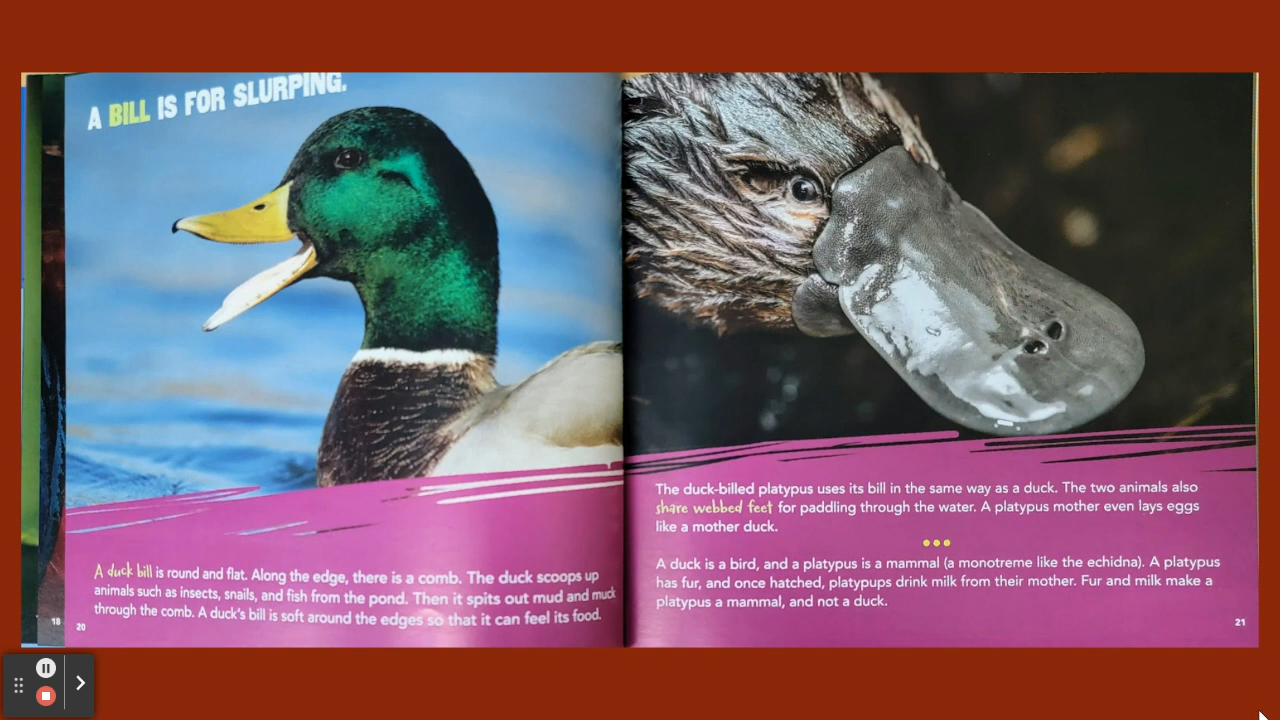 A BILL IS FOR SLURPING.
A duck bill is round and flat. Along the edge, there is a comb. The duck scoops up
animals such as insects, snails, and fish from the pond. Then it spits out mud and muck
through the comb. A duck's bill is soft around the edges so that it can feel its food.
18
20
The duck-billed platypus uses its bill in the same way as a duck. The two animals also
share webbed feet for paddling through the water. A platypus mother even lays eggs
like a mother duck.
A duck is a bird, and a platypus is a mammal (a monotreme like the echidna). A platypus
has fur, and once hatched, platypups drink milk from their mother. Fur and milk make a
platypus a mammal, and not a duck.
21